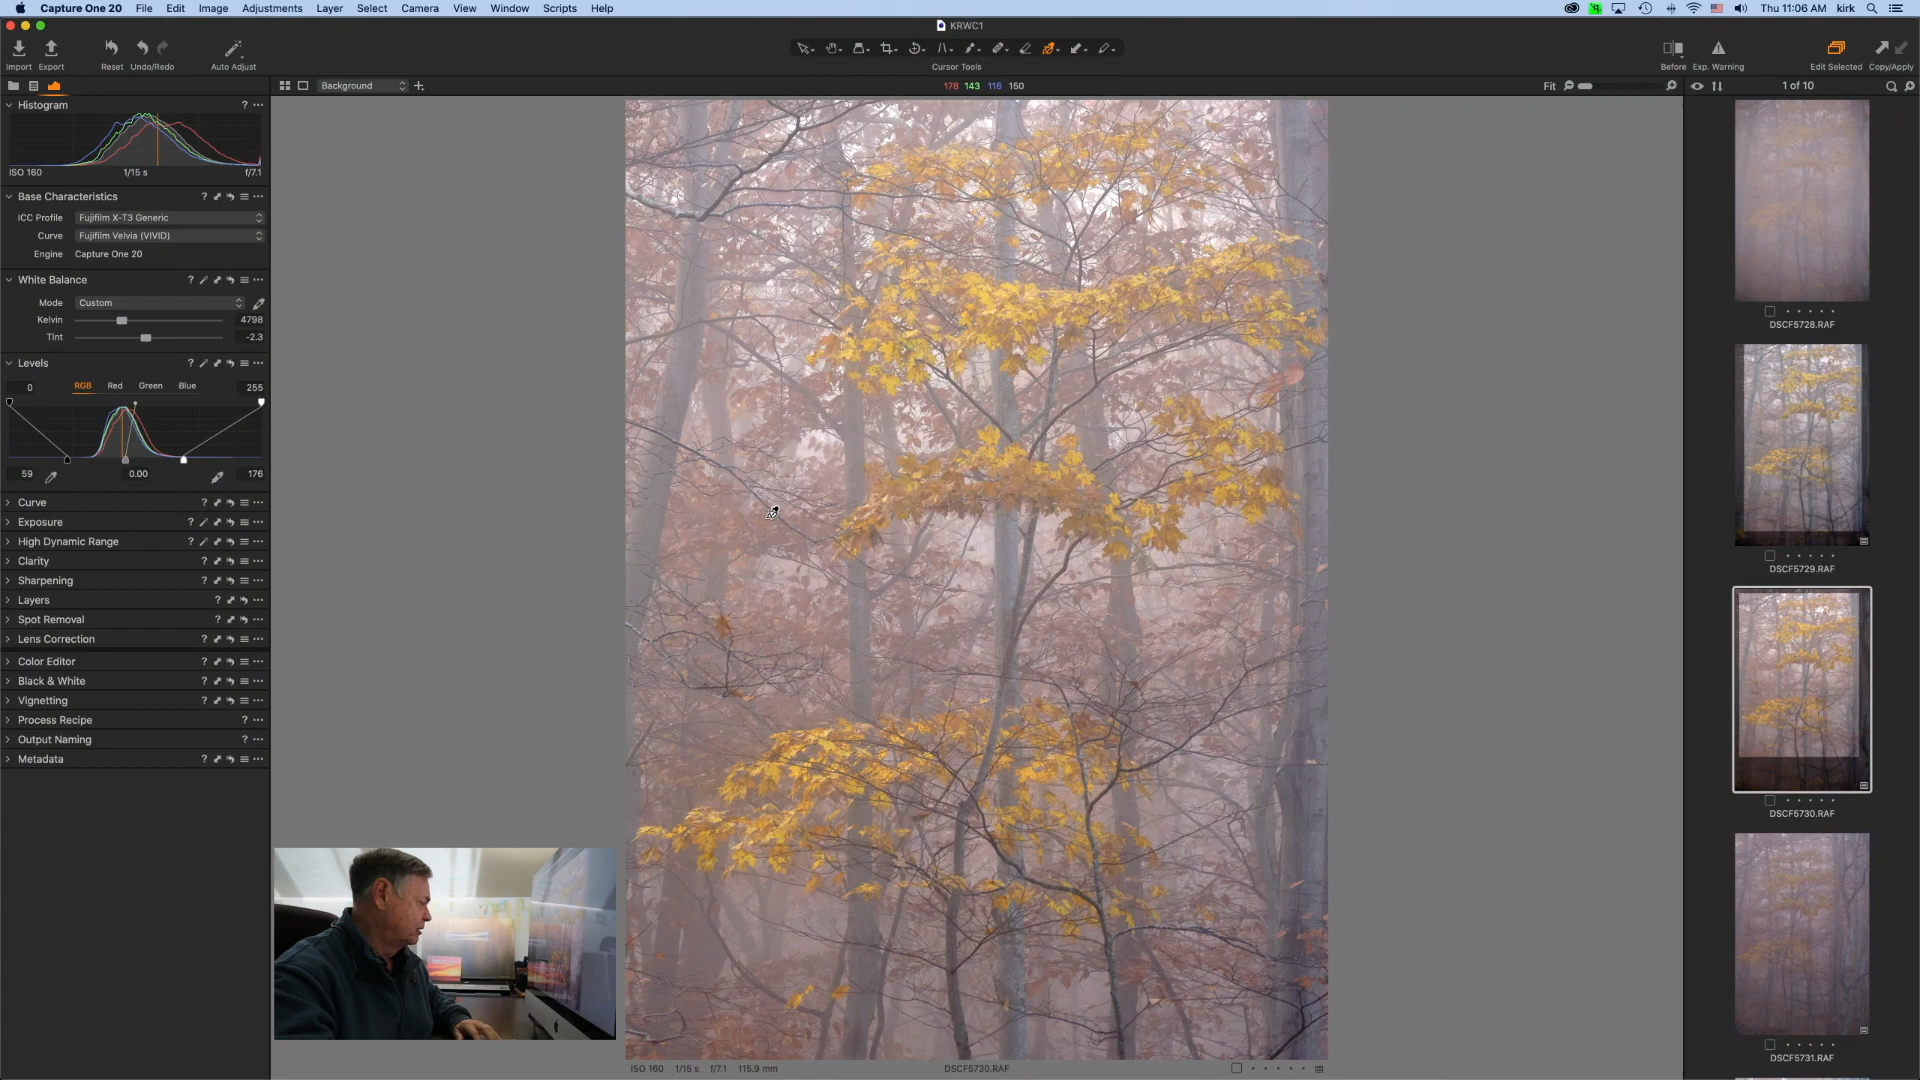 Capture One 20 File Edit Image Adjustments Layer Select Camera View Window Scripts Help Thu 11:06 AM kirk
KRWC1
Import Export Reset Undo/Redo Auto Adjust Cursor Tools Before Exp. Warning Edit Selected Copy/Apply
Background 178 143 116 150 Fit 1 of 10
Histogram ?
ISO 160 1/15 s f/7.1
Base Characteristics ?
ICC Profile Fujifilm X-T3 Generic
Curve Fujifilm Velvia (VIVID)
Engine Capture One 20
White Balance ?
Mode Custom
Kelvin 4798
Tint -2.3
Levels ?
0 RGB Red Green Blue 255
59 0.00 176
Curve ?
Exposure ?
High Dynamic Range ?
Clarity ?
Sharpening ?
Layers ?
Spot Removal ?
Lens Correction ?
Color Editor ?
Black & White ?
Vignetting ?
Process Recipe ?
Output Naming ?
Metadata ?
DSCF5728.RAF
DSCF5729.RAF
DSCF5730.RAF
DSCF5731.RAF
ISO 160 1/15 s f/7.1 115.9 mm DSCF5730.RAF